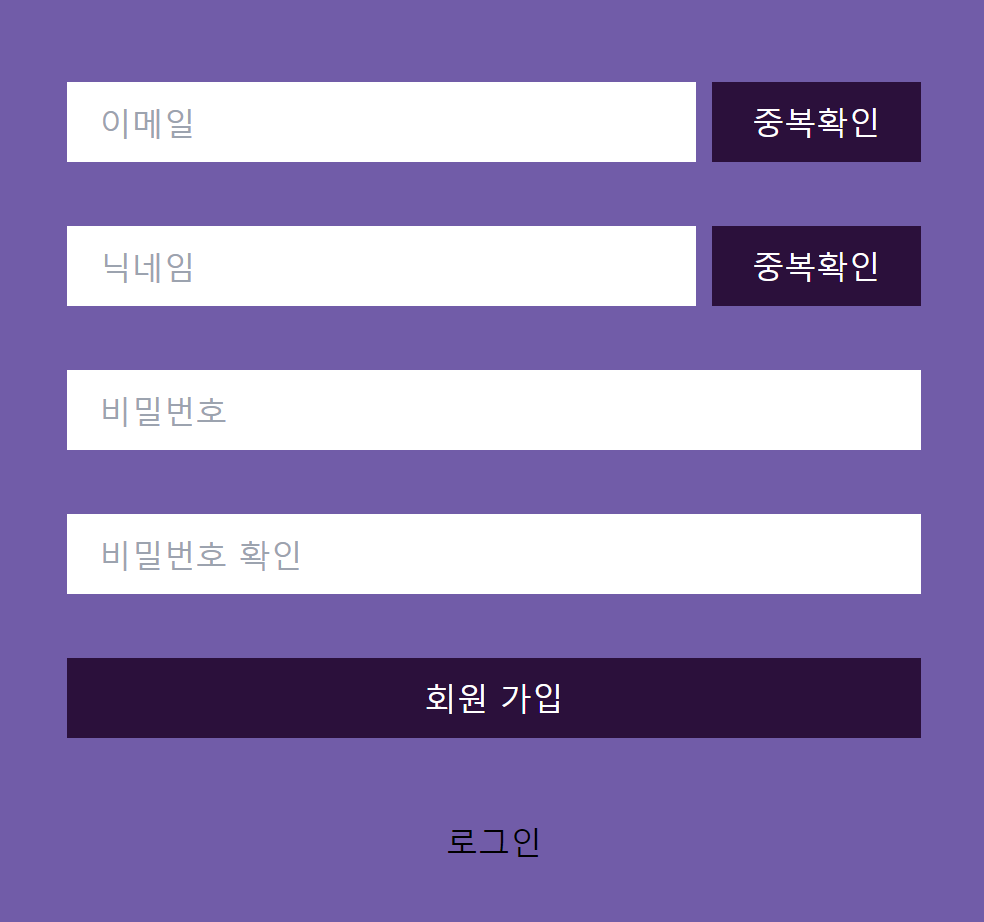 이메일 중복확인
닉네임 중복확인
비밀번호
비밀번호 확인
회원 가입
로그인